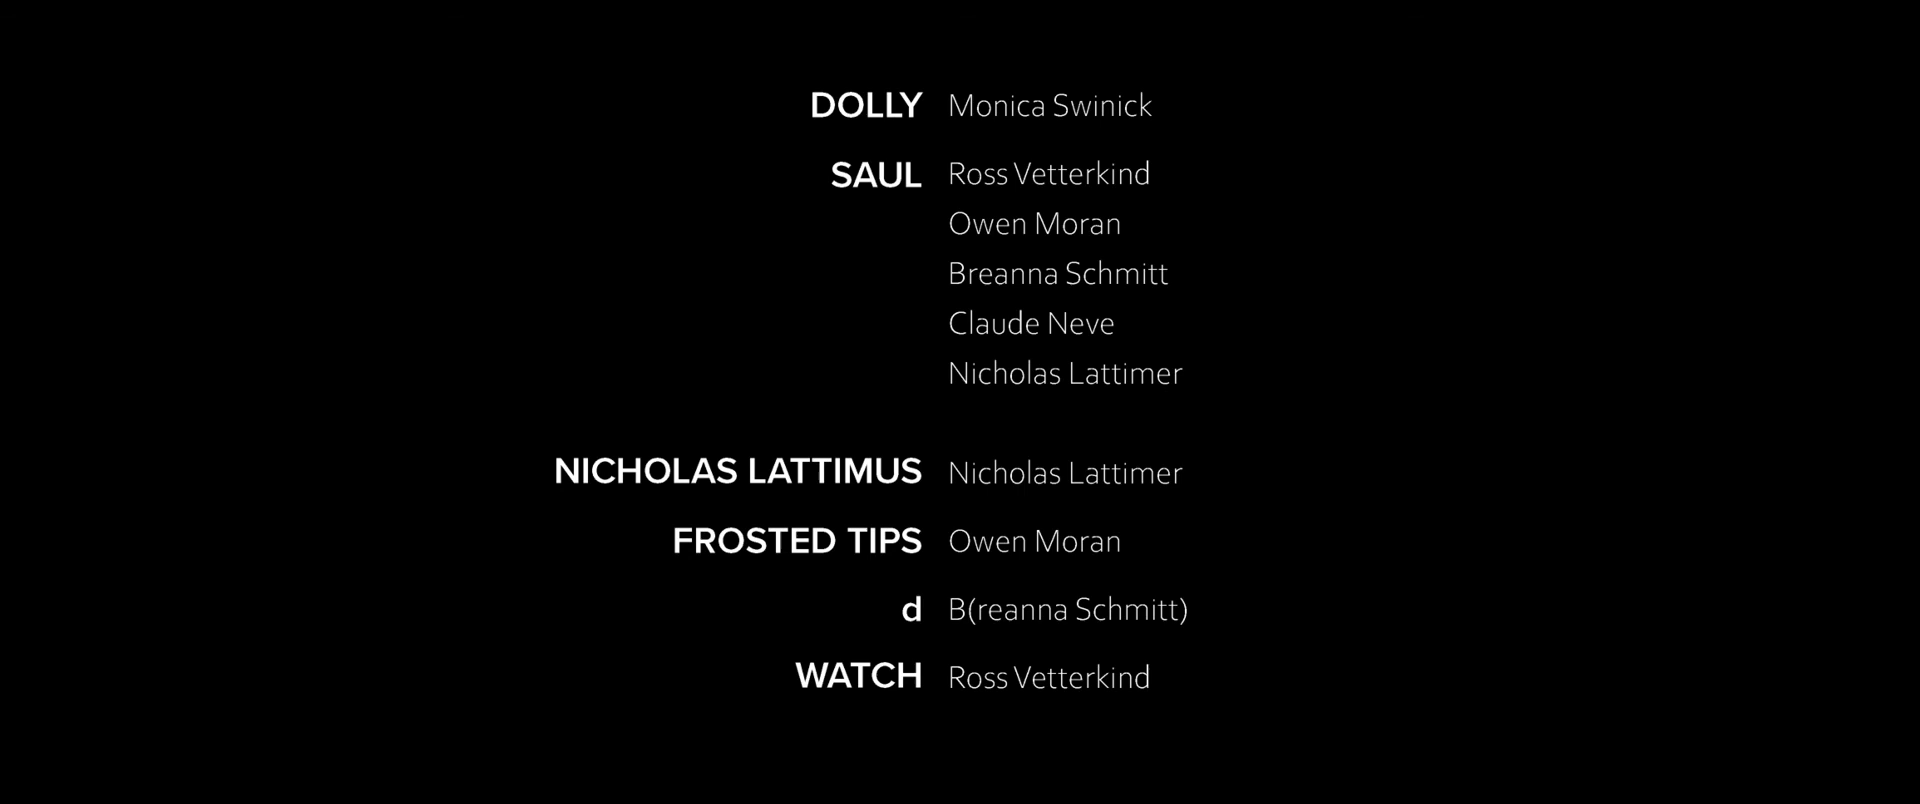 DOLLY Monica Swinick
SAUL Ross Vetterkind
Owen Moran
Breanna Schmitt
Claude Neve
Nicholas Lattimer
NICHOLAS LATTIMUS Nicholas Lattimer
FROSTED TIPS Owen Moran
d B(reanna Schmitt)
WATCH Ross Vetterkind